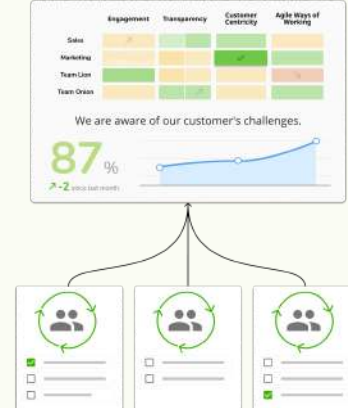 Engagement Transparency Customer Centricity Agile Ways of Working
Sales
Marketing
Team Lion
Team Onion
We are aware of our customer's challenges.
87 %
-2 since last month